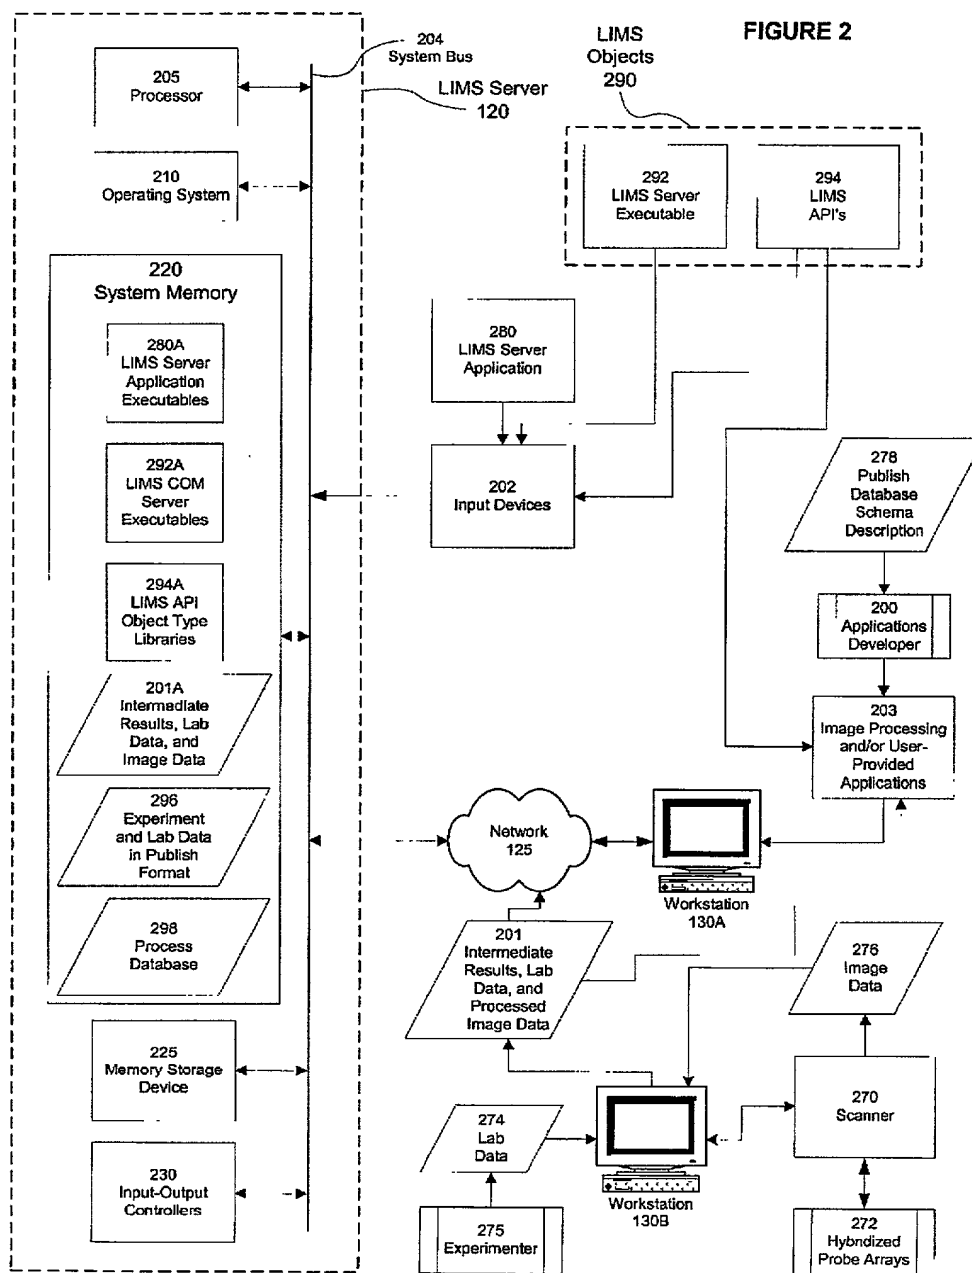 FIGURE 2
204
System Bus
LIMS Server
120
205
Processor
210
Operating System
220
System Memory
280A
LIMS Server
Application
Executables
292A
LIMS COM
Server
Executables
294A
LIMS API
Object Type
Libraries
201A
Intermediate
Results, Lab
Data, and
Image Data
296
Experiment
and Lab Data
in Publish
Format
298
Process
Database
225
Memory Storage
Device
230
Input-Output
Controllers
LIMS
Objects
290
292
LIMS Server
Executable
294
LIMS
API's
280
LIMS Server
Application
202
Input Devices
278
Publish
Database
Schema
Description
200
Applications
Developer
203
Image Processing
and/or User-
Provided
Applications
Network
125
Workstation
130A
201
Intermediate
Results, Lab
Data, and
Processed
Image Data
276
Image
Data
270
Scanner
274
Lab
Data
Workstation
130B
275
Experimenter
272
Hybridized
Probe Arrays